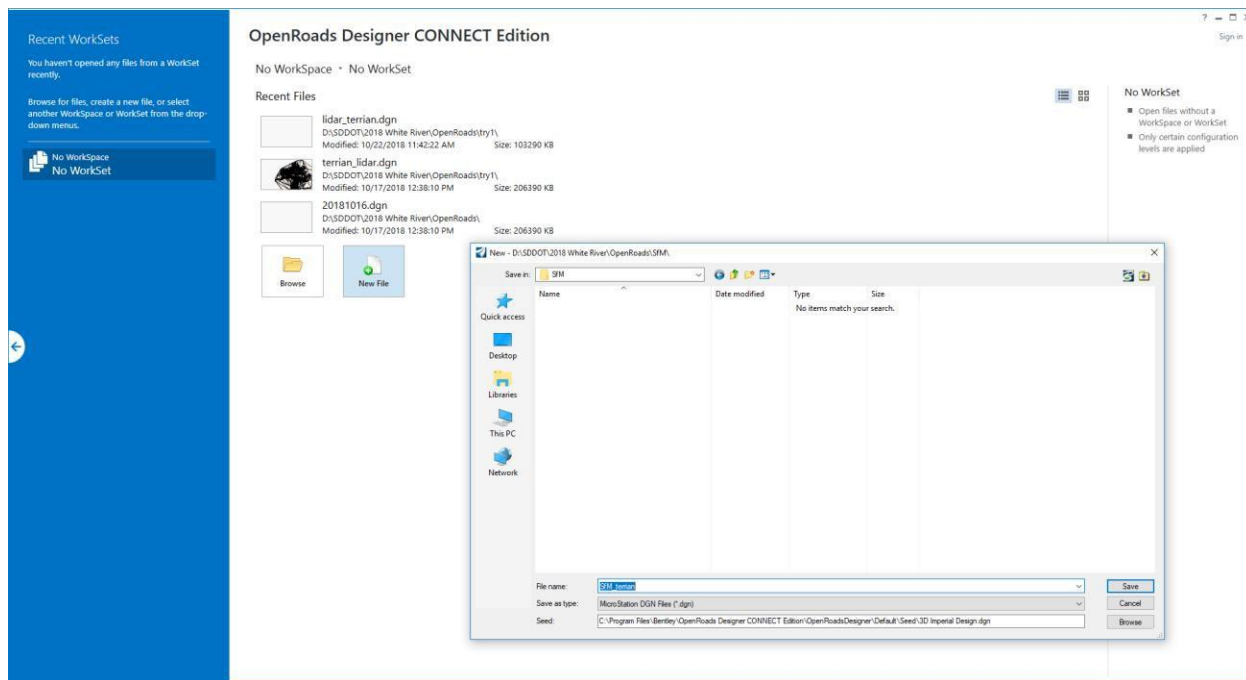 Recent WorkSets
You haven't opened any files from a WorkSet
recently.
Browse for files, create a new file, or select
another WorkSpace or WorkSet from the drop-
down menus.
No WorkSpace
No WorkSet
OpenRoads Designer CONNECT Edition
No WorkSpace • No WorkSet
Recent Files
lidar_terrian.dgn
D:\SDDOT\2018 White River\OpenRoads\try1\
Modified: 10/22/2018 11:42:22 AM Size: 103290 KB
terrian_lidar.dgn
D:\SDDOT\2018 White River\OpenRoads\try1\
Modified: 10/17/2018 12:38:10 PM Size: 206390 KB
20181016.dgn
D:\SDDOT\2018 White River\OpenRoads\
Modified: 10/17/2018 12:38:10 PM Size: 206390 KB
Browse
New File
Sign in
No WorkSet
Open files without a
WorkSpace or WorkSet
Only certain configuration
levels are applied
New - D:\SDDOT\2018 White River\OpenRoads\SfM\
Save in: SfM
Quick access
Desktop
Libraries
This PC
Network
Name Date modified Type Size
No items match your search.
File name: SfM_terrian
Save as type: MicroStation DGN Files (*.dgn)
Seed: C:\Program Files\Bentley\OpenRoads Designer CONNECT Edition\OpenRoadsDesigner\Default\Seed\3D Imperial Design.dgn
Save
Cancel
Browse